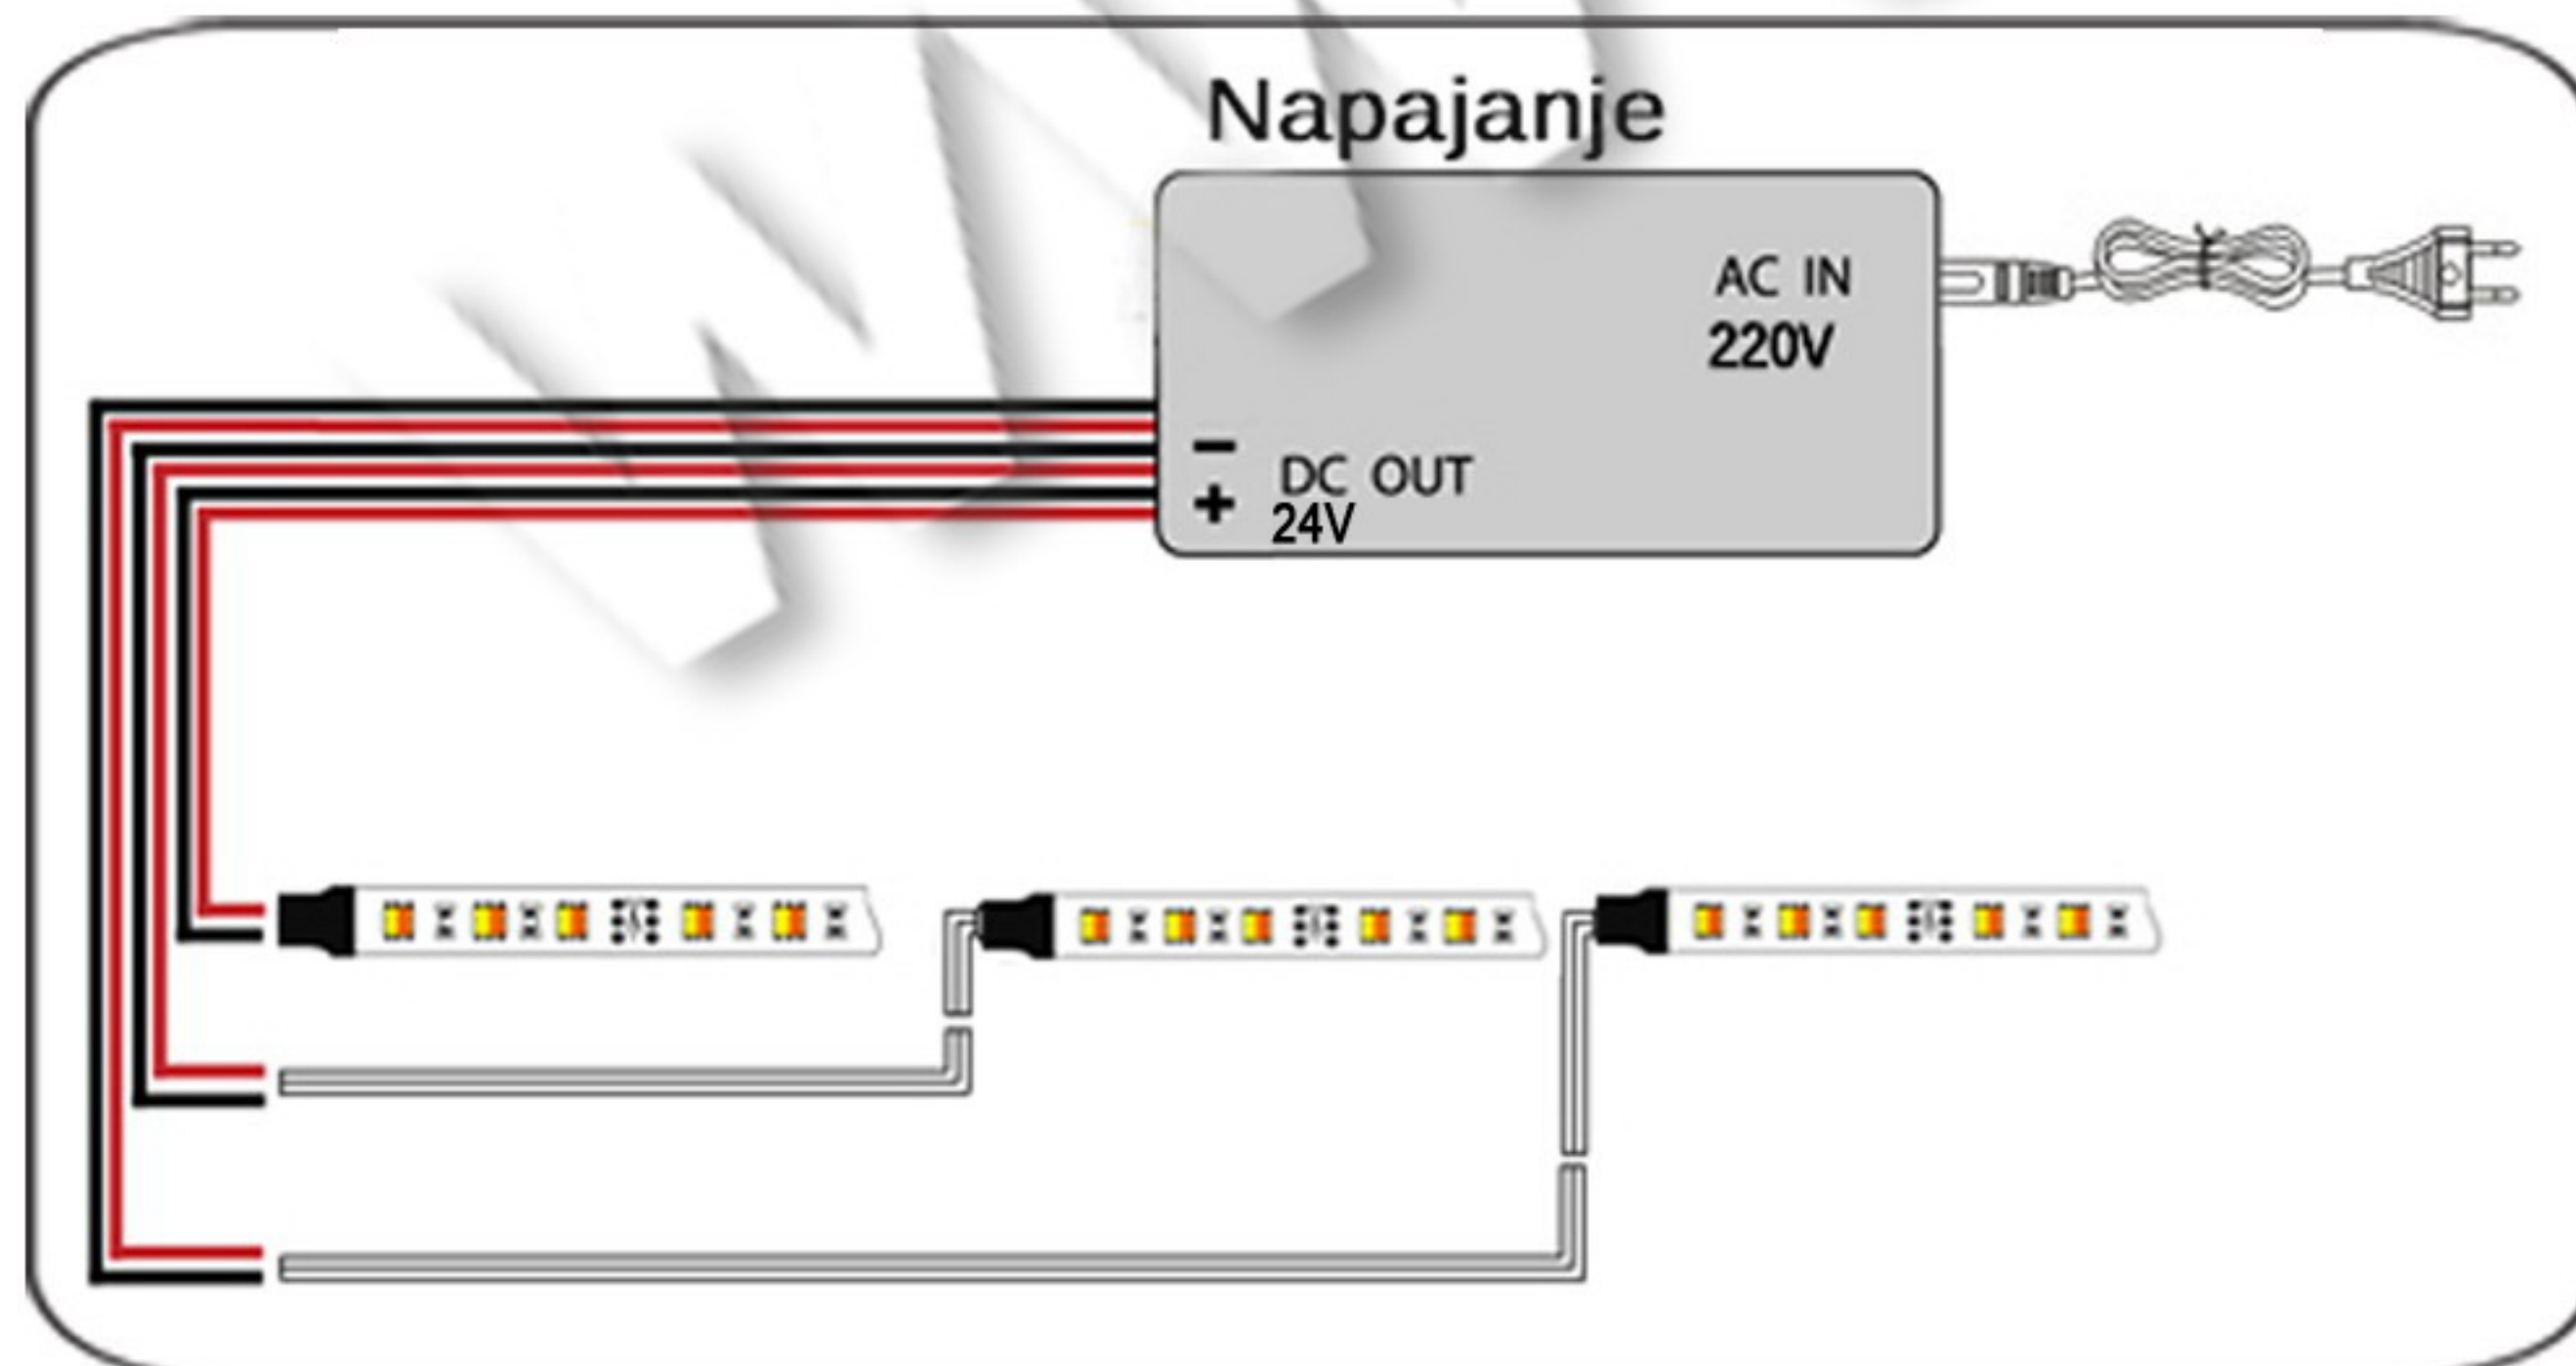 Napajanje
AC IN
220V
−
DC OUT
+
24V